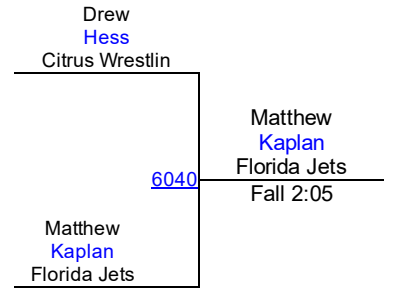 Drew
Hess
Citrus Wrestlin
Matthew
Kaplan
Florida Jets
6040
Fall 2:05
Matthew
Kaplan
Florida Jets